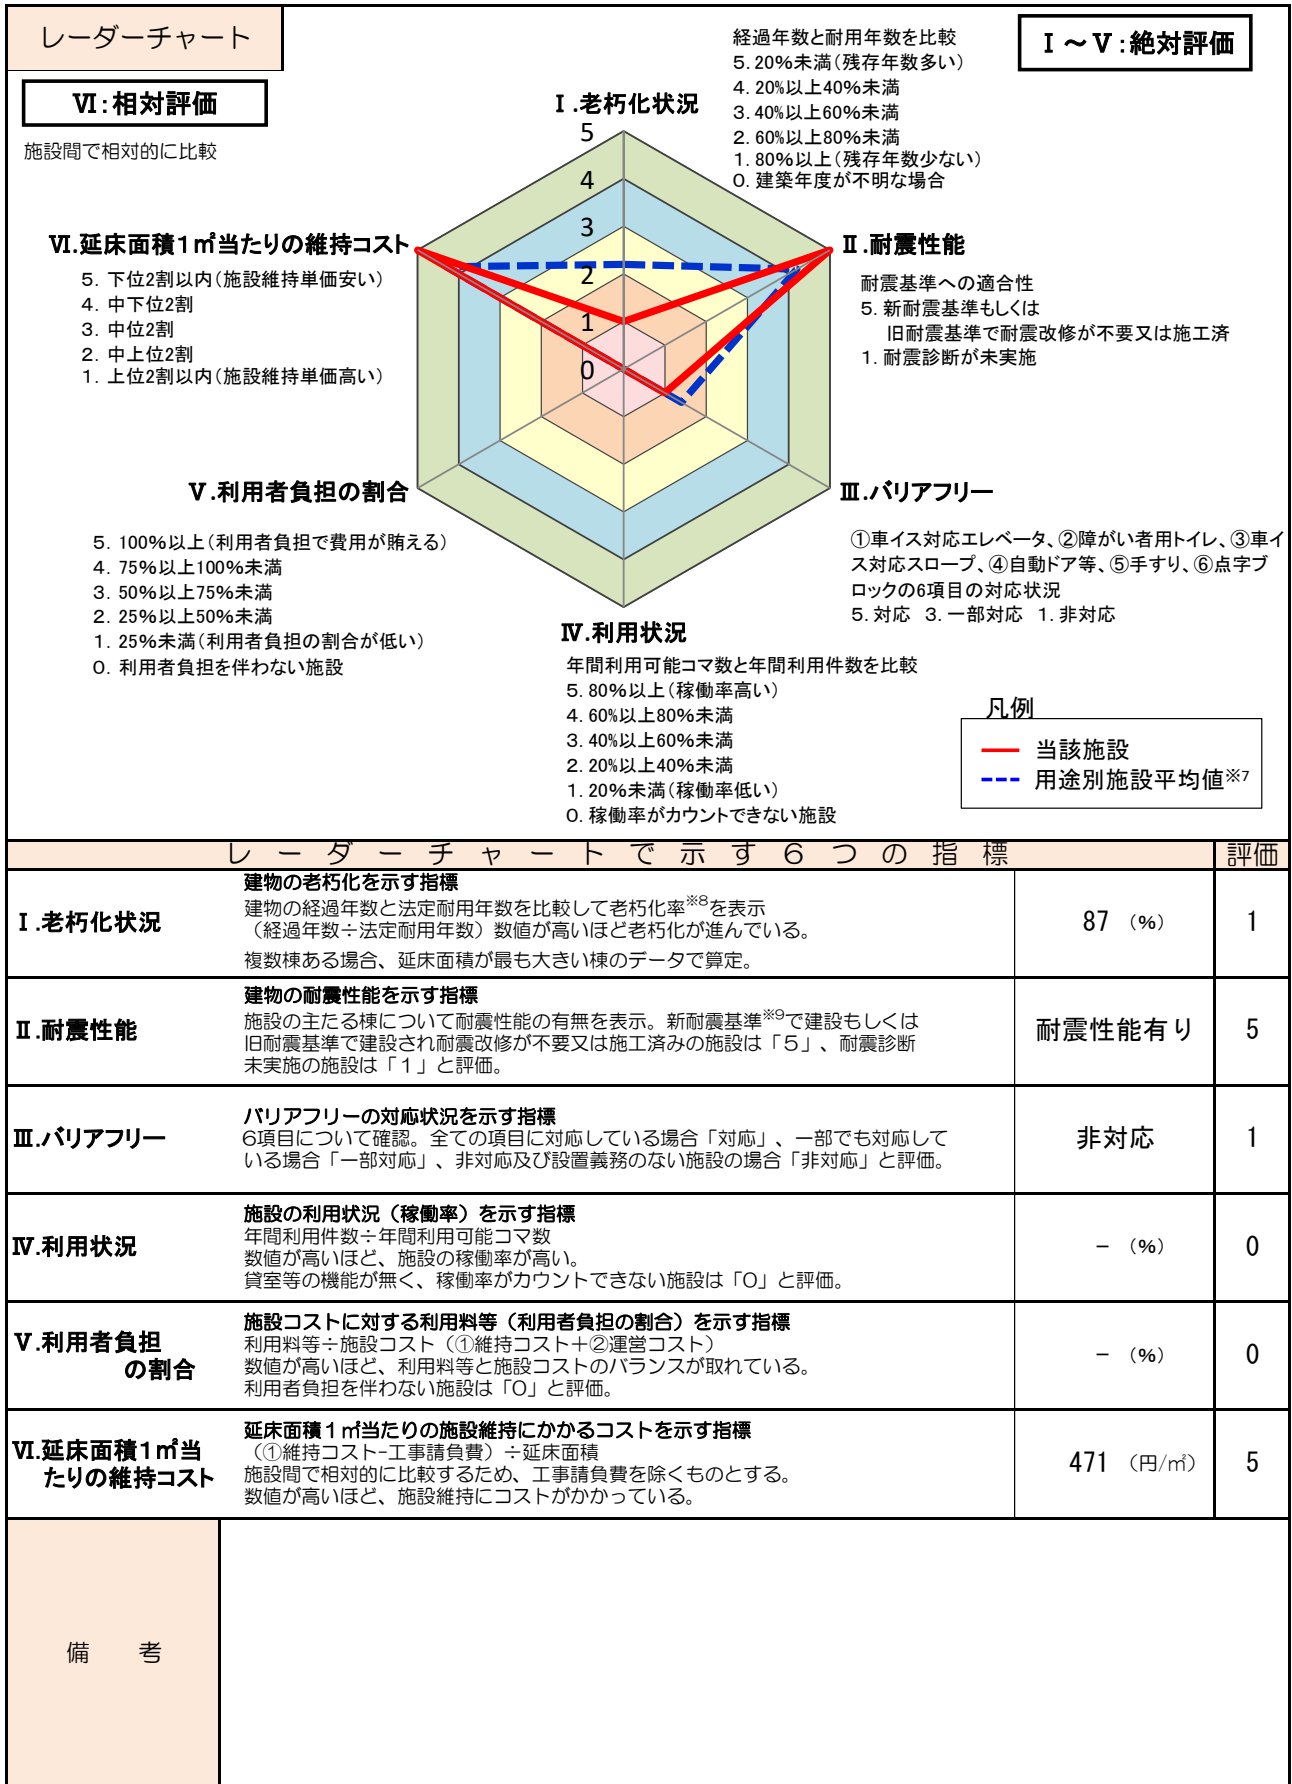 レーダーチャート
Ⅰ～Ⅴ:絶対評価
Ⅵ:相対評価
施設間で相対的に比較
Ⅰ.老朽化状況
経過年数と耐用年数を比較
5.20%未満(残存年数多い)
4.20%以上40%未満
3.40%以上60%未満
2.60%以上80%未満
1.80%以上(残存年数少ない)
0.建築年度が不明な場合
5
4
3
2
1
0
Ⅱ.耐震性能
耐震基準への適合性
5.新耐震基準もしくは
旧耐震基準で耐震改修が不要又は施工済
1.耐震診断が未実施
Ⅵ.延床面積1㎡当たりの維持コスト
5.下位2割以内(施設維持単価安い)
4.中下位2割
3.中位2割
2.中上位2割
1.上位2割以内(施設維持単価高い)
Ⅴ.利用者負担の割合
5.100%以上(利用者負担で費用が賄える)
4.75%以上100%未満
3.50%以上75%未満
2.25%以上50%未満
1.25%未満(利用者負担の割合が低い)
0.利用者負担を伴わない施設
Ⅲ.バリアフリー
①車イス対応エレベータ、②障がい者用トイレ、③車イ
ス対応スロープ、④自動ドア等、⑤手すり、⑥点字ブ
ロックの6項目の対応状況
5.対応 3.一部対応 1.非対応
Ⅳ.利用状況
年間利用可能コマ数と年間利用件数を比較
5.80%以上(稼働率高い)
4.60%以上80%未満
3.40%以上60%未満
2.20%以上40%未満
1.20%未満(稼働率低い)
0.稼働率がカウントできない施設
凡例
当該施設
用途別施設平均値※7
レーダーチャートで示す6つの指標 評価
Ⅰ.老朽化状況
建物の老朽化を示す指標
建物の経過年数と法定耐用年数を比較して老朽化率※8を表示
(経過年数÷法定耐用年数)数値が高いほど老朽化が進んでいる。
複数棟ある場合、延床面積が最も大きい棟のデータで算定。
87 (%) 1
Ⅱ.耐震性能
建物の耐震性能を示す指標
施設の主たる棟について耐震性能の有無を表示。新耐震基準※9で建設もしくは
旧耐震基準で建設され耐震改修が不要又は施工済みの施設は「5」、耐震診断
未実施の施設は「1」と評価。
耐震性能有り 5
Ⅲ.バリアフリー
バリアフリーの対応状況を示す指標
6項目について確認。全ての項目に対応している場合「対応」、一部でも対応して
いる場合「一部対応」、非対応及び設置義務のない施設の場合「非対応」と評価。
非対応 1
Ⅳ.利用状況
施設の利用状況(稼働率)を示す指標
年間利用件数÷年間利用可能コマ数
数値が高いほど、施設の稼働率が高い。
貸室等の機能が無く、稼働率がカウントできない施設は「0」と評価。
− (%) 0
Ⅴ.利用者負担
の割合
施設コストに対する利用料等(利用者負担の割合)を示す指標
利用料等÷施設コスト(①維持コスト+②運営コスト)
数値が高いほど、利用料等と施設コストのバランスが取れている。
利用者負担を伴わない施設は「0」と評価。
− (%) 0
Ⅵ.延床面積1㎡当
たりの維持コスト
延床面積1㎡当たりの施設維持にかかるコストを示す指標
(①維持コスト-工事請負費)÷延床面積
施設間で相対的に比較するため、工事請負費を除くものとする。
数値が高いほど、施設維持にコストがかかっている。
471 (円/㎡) 5
備 考